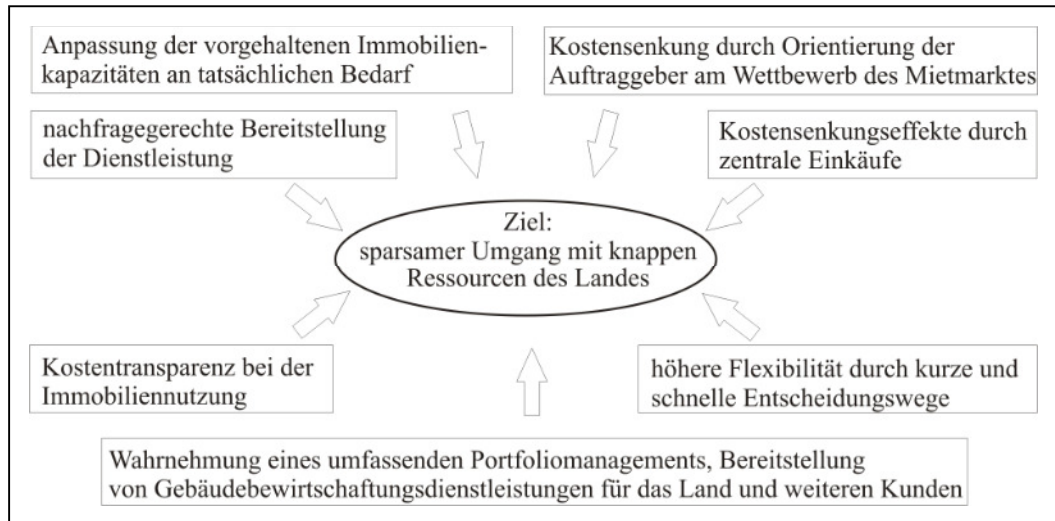 Anpassung der vorgehaltenen Immobilien-
kapazitäten an tatsächlichen Bedarf
Kostensenkung durch Orientierung der
Auftraggeber am Wettbewerb des Mietmarktes
nachfragegerechte Bereitstellung
der Dienstleistung
Kostensenkungseffekte durch
zentrale Einkäufe
Ziel:
sparsamer Umgang mit knappen
Ressourcen des Landes
Kostentransparenz bei der
Immobiliennutzung
höhere Flexibilität durch kurze und
schnelle Entscheidungswege
Wahrnehmung eines umfassenden Portfoliomanagements, Bereitstellung
von Gebäudebewirtschaftungsdienstleistungen für das Land und weiteren Kunden